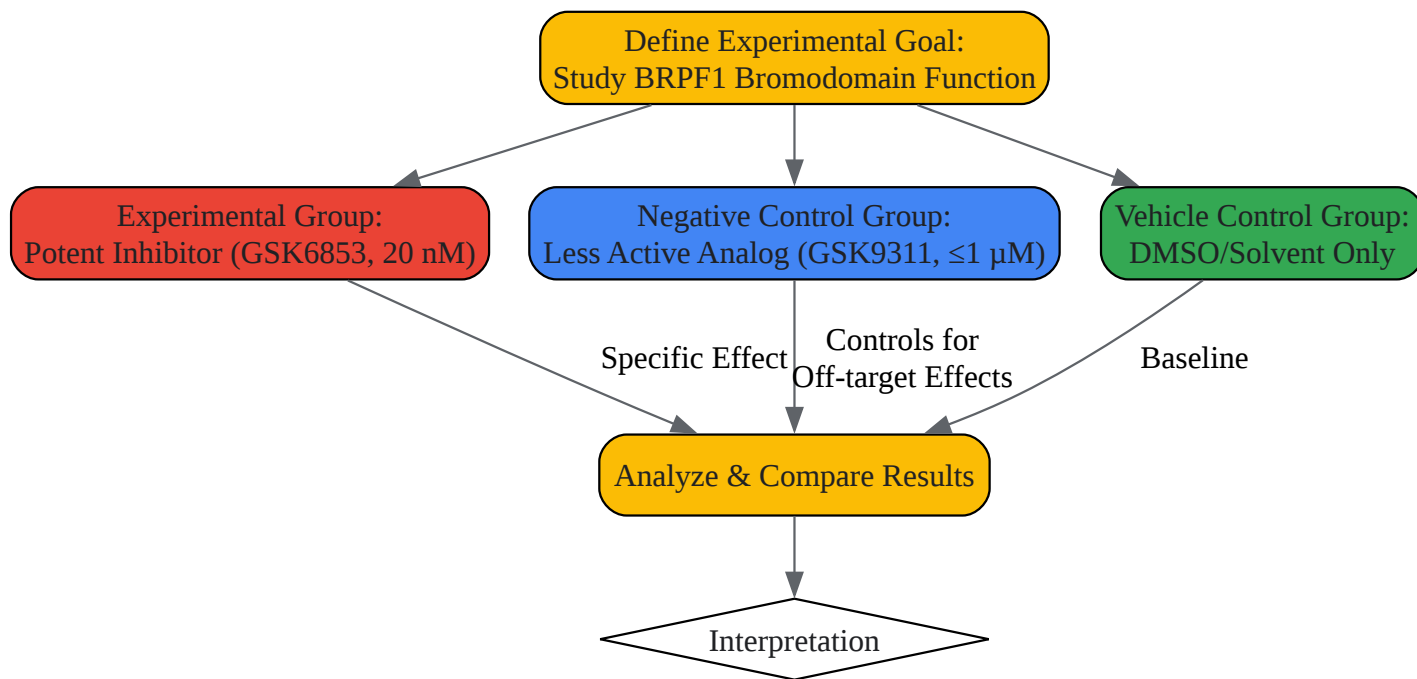 Define Experimental Goal:
Study BRPF1 Bromodomain Function
Experimental Group:
Potent Inhibitor (GSK6853, 20 nM)
Negative Control Group:
Less Active Analog (GSK9311, ≤1 µM)
Vehicle Control Group:
DMSO/Solvent Only
Specific Effect
Controls for
Off-target Effects
Baseline
Analyze & Compare Results
Interpretation